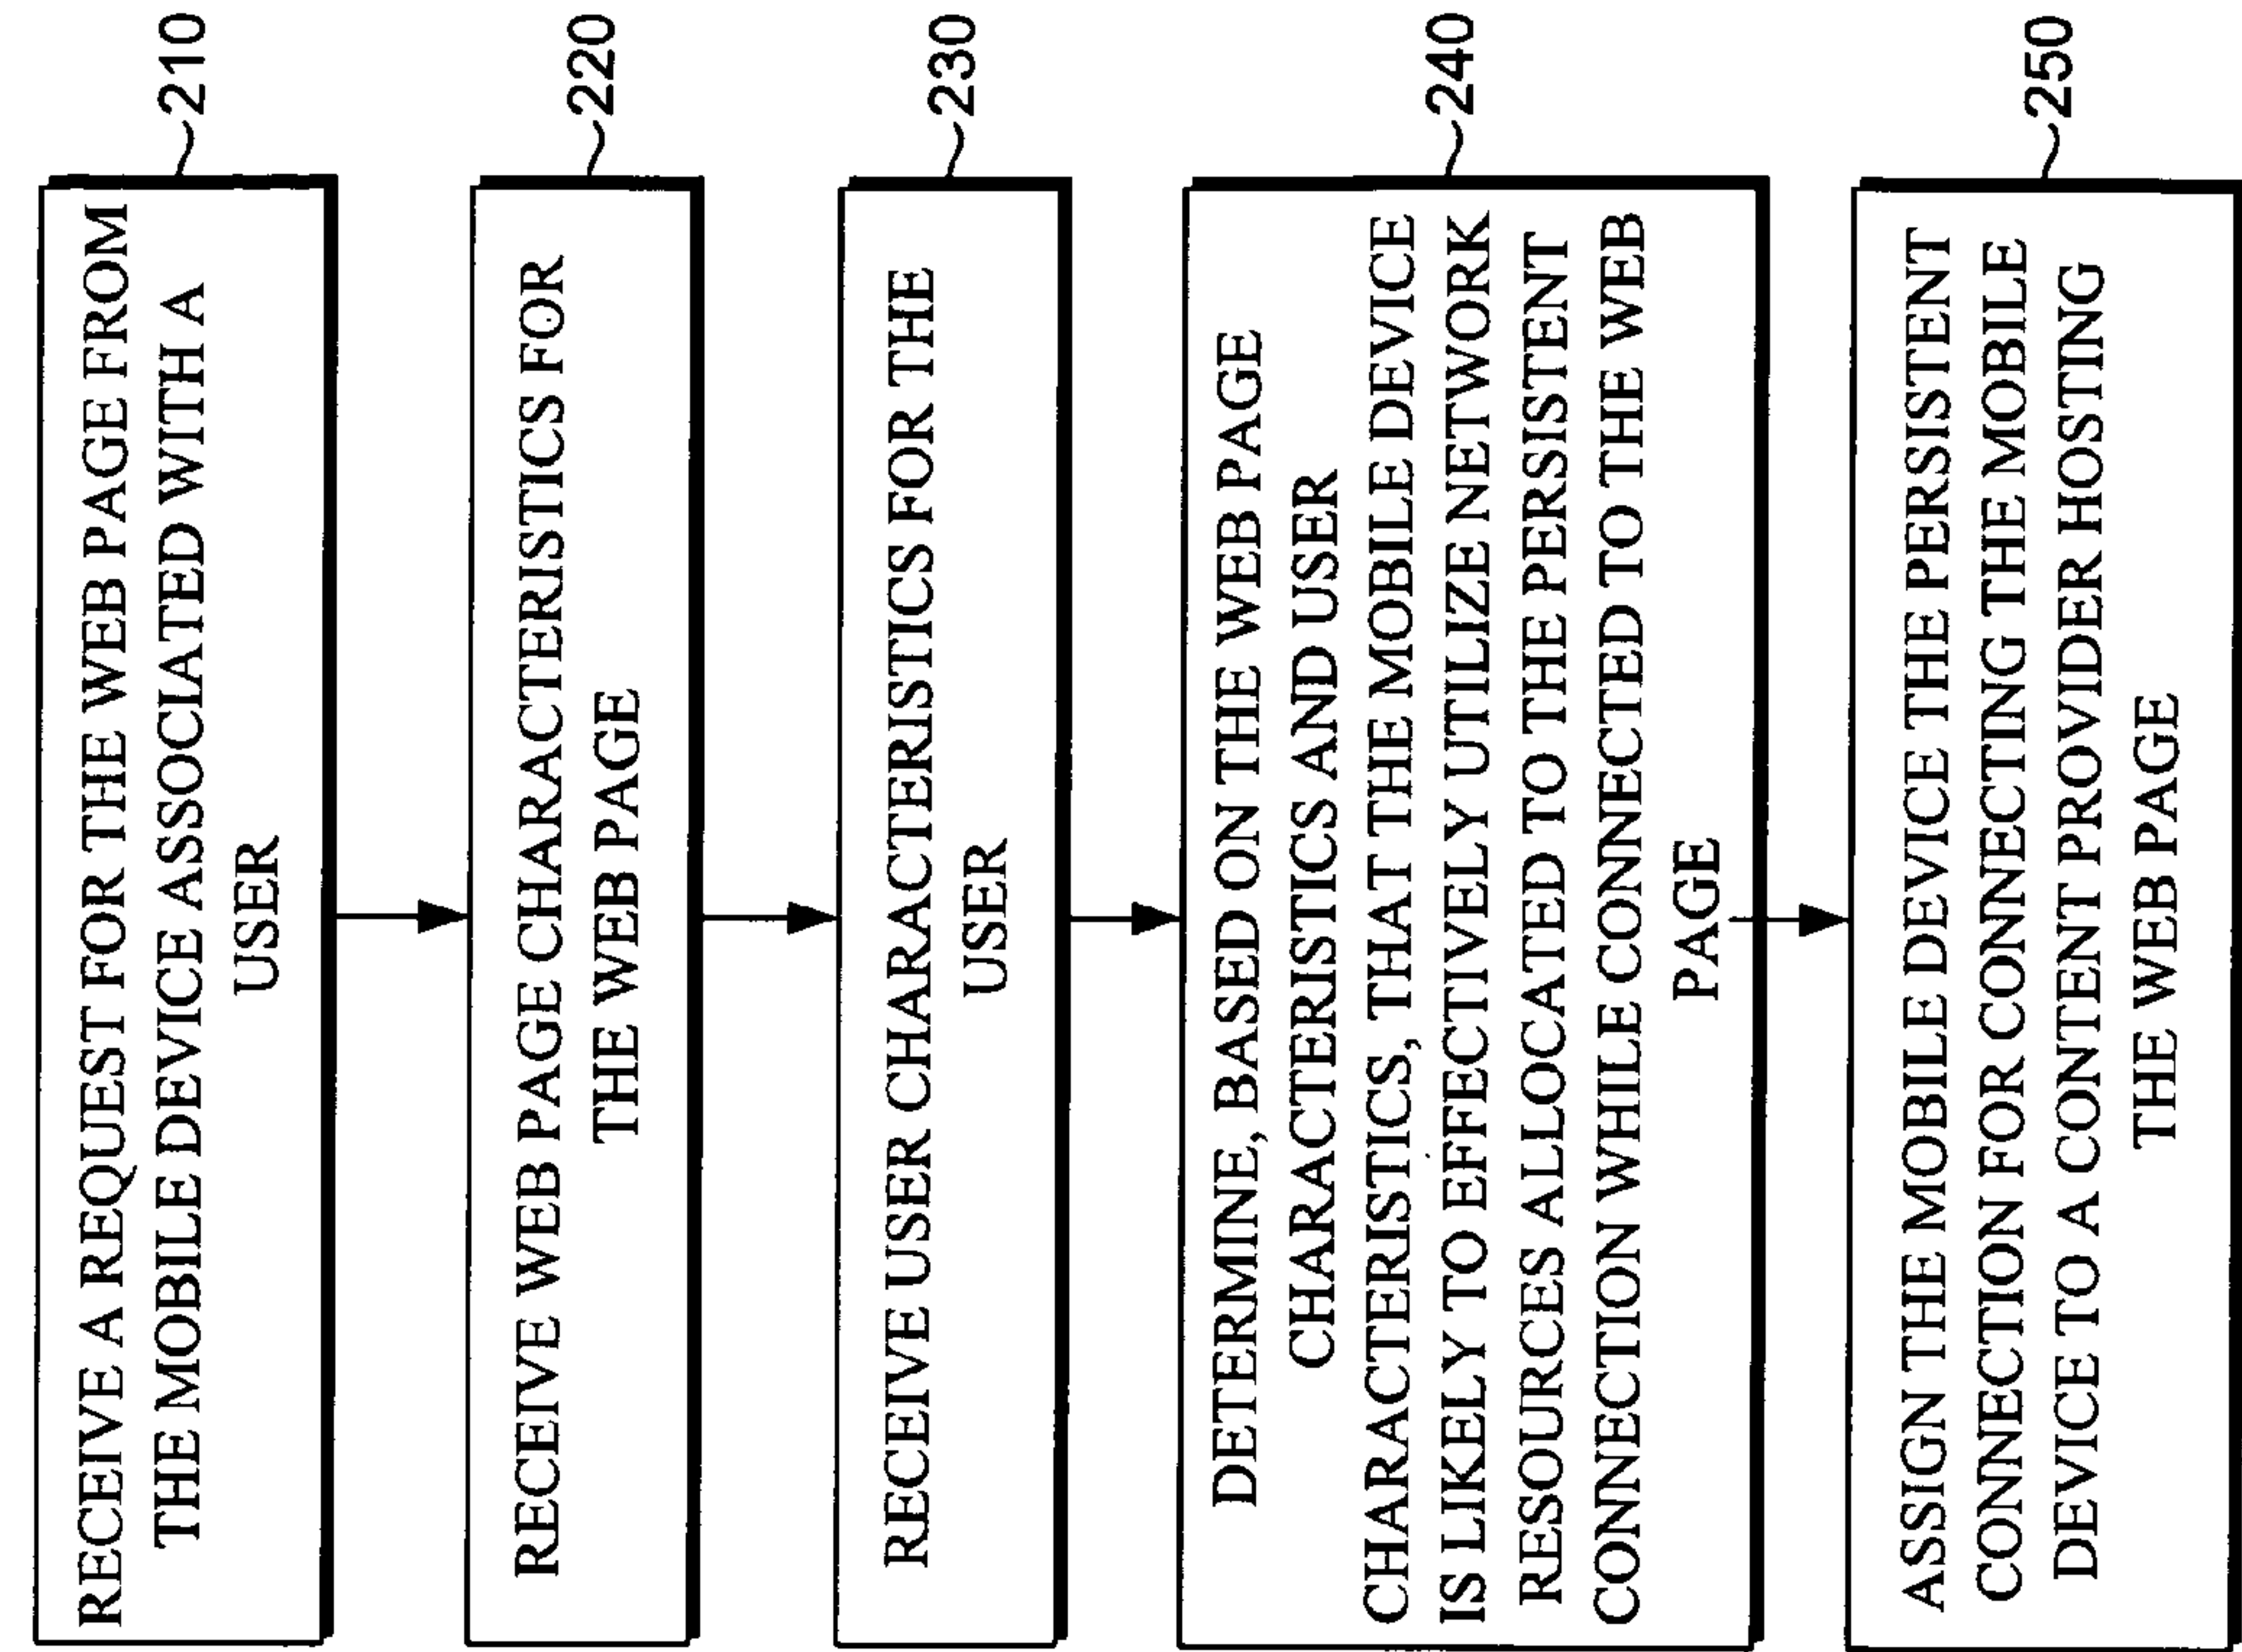 RECEIVE A REQUEST FOR THE WEB PAGE FROM
THE MOBILE DEVICE ASSOCIATED WITH A
USER
210
RECEIVE WEB PAGE CHARACTERISTICS FOR
THE WEB PAGE
220
RECEIVE USER CHARACTERISTICS FOR THE
USER
230
DETERMINE, BASED ON THE WEB PAGE
CHARACTERISTICS AND USER
CHARACTERISTICS, THAT THE MOBILE DEVICE
IS LIKELY TO EFFECTIVELY UTILIZE NETWORK
RESOURCES ALLOCATED TO THE PERSISTENT
CONNECTION WHILE CONNECTED TO THE WEB
PAGE
240
ASSIGN THE MOBILE DEVICE THE PERSISTENT
CONNECTION FOR CONNECTING THE MOBILE
DEVICE TO A CONTENT PROVIDER HOSTING
THE WEB PAGE
250